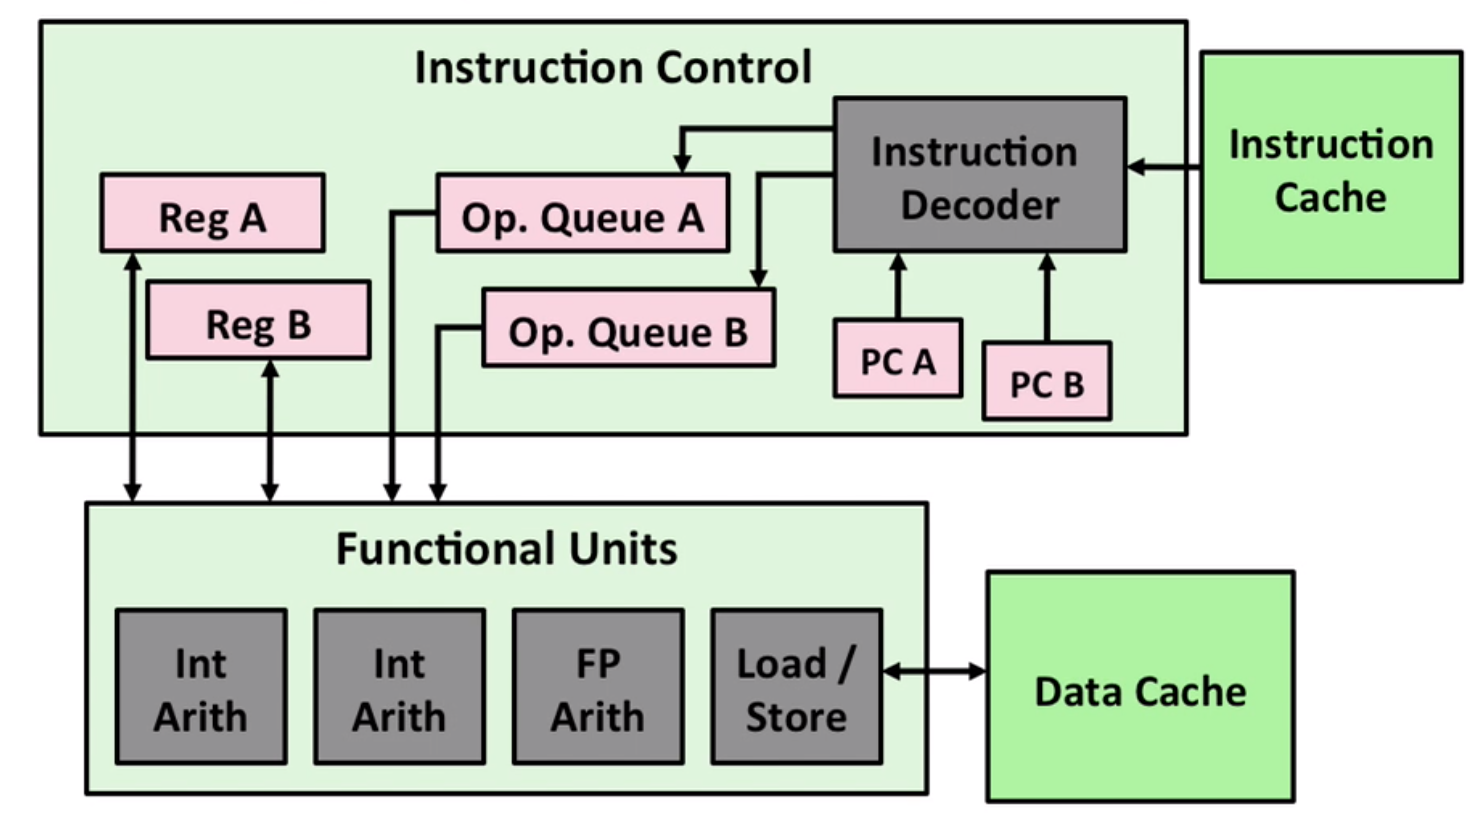 Instruction Control
Instruction
Decoder
Instruction
Cache
Reg A
Op. Queue A
Reg B
Op. Queue B
PC A
PC B
Functional Units
Int
Arith
Int
Arith
FP
Arith
Load /
Store
Data Cache